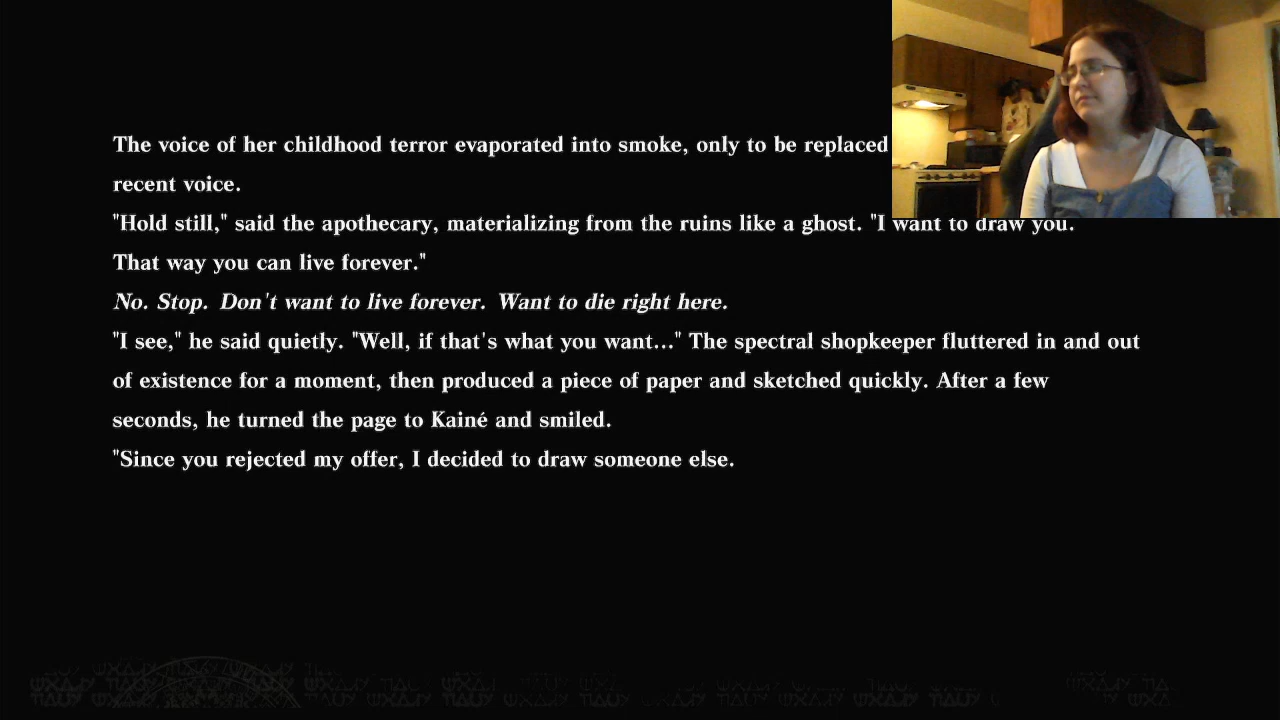 The voice of her childhood terror evaporated into smoke, only to be replaced
recent voice.
"Hold still," said the apothecary, materializing from the ruins like a ghost. "I want to draw you.
That way you can live forever."
No. Stop. Don't want to live forever. Want to die right here.
"I see," he said quietly. "Well, if that's what you want..." The spectral shopkeeper fluttered in and out
of existence for a moment, then produced a piece of paper and sketched quickly. After a few
seconds, he turned the page to Kainé and smiled.
"Since you rejected my offer, I decided to draw someone else.